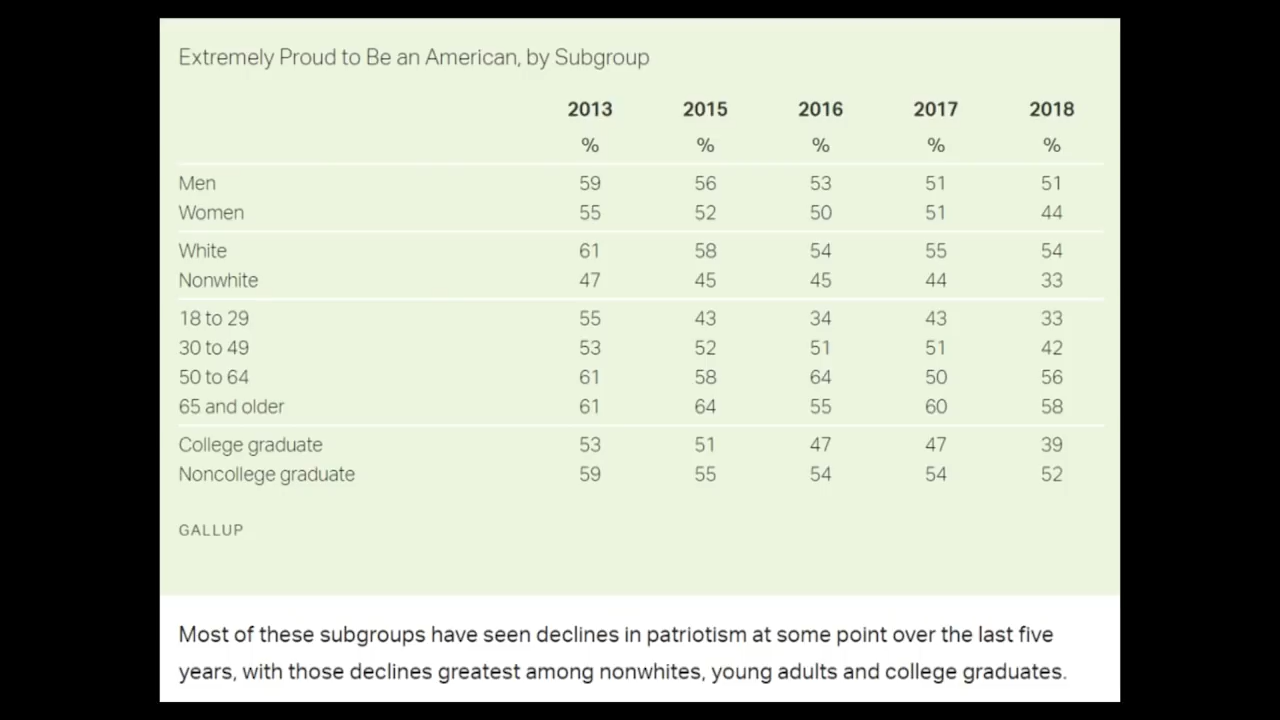 Extremely Proud to Be an American, by Subgroup
2013 2015 2016 2017 2018
% % % % %
Men 59 56 53 51 51
Women 55 52 50 51 44
White 61 58 54 55 54
Nonwhite 47 45 45 44 33
18 to 29 55 43 34 43 33
30 to 49 53 52 51 51 42
50 to 64 61 58 64 50 56
65 and older 61 64 55 60 58
College graduate 53 51 47 47 39
Noncollege graduate 59 55 54 54 52
GALLUP
Most of these subgroups have seen declines in patriotism at some point over the last five
years, with those declines greatest among nonwhites, young adults and college graduates.